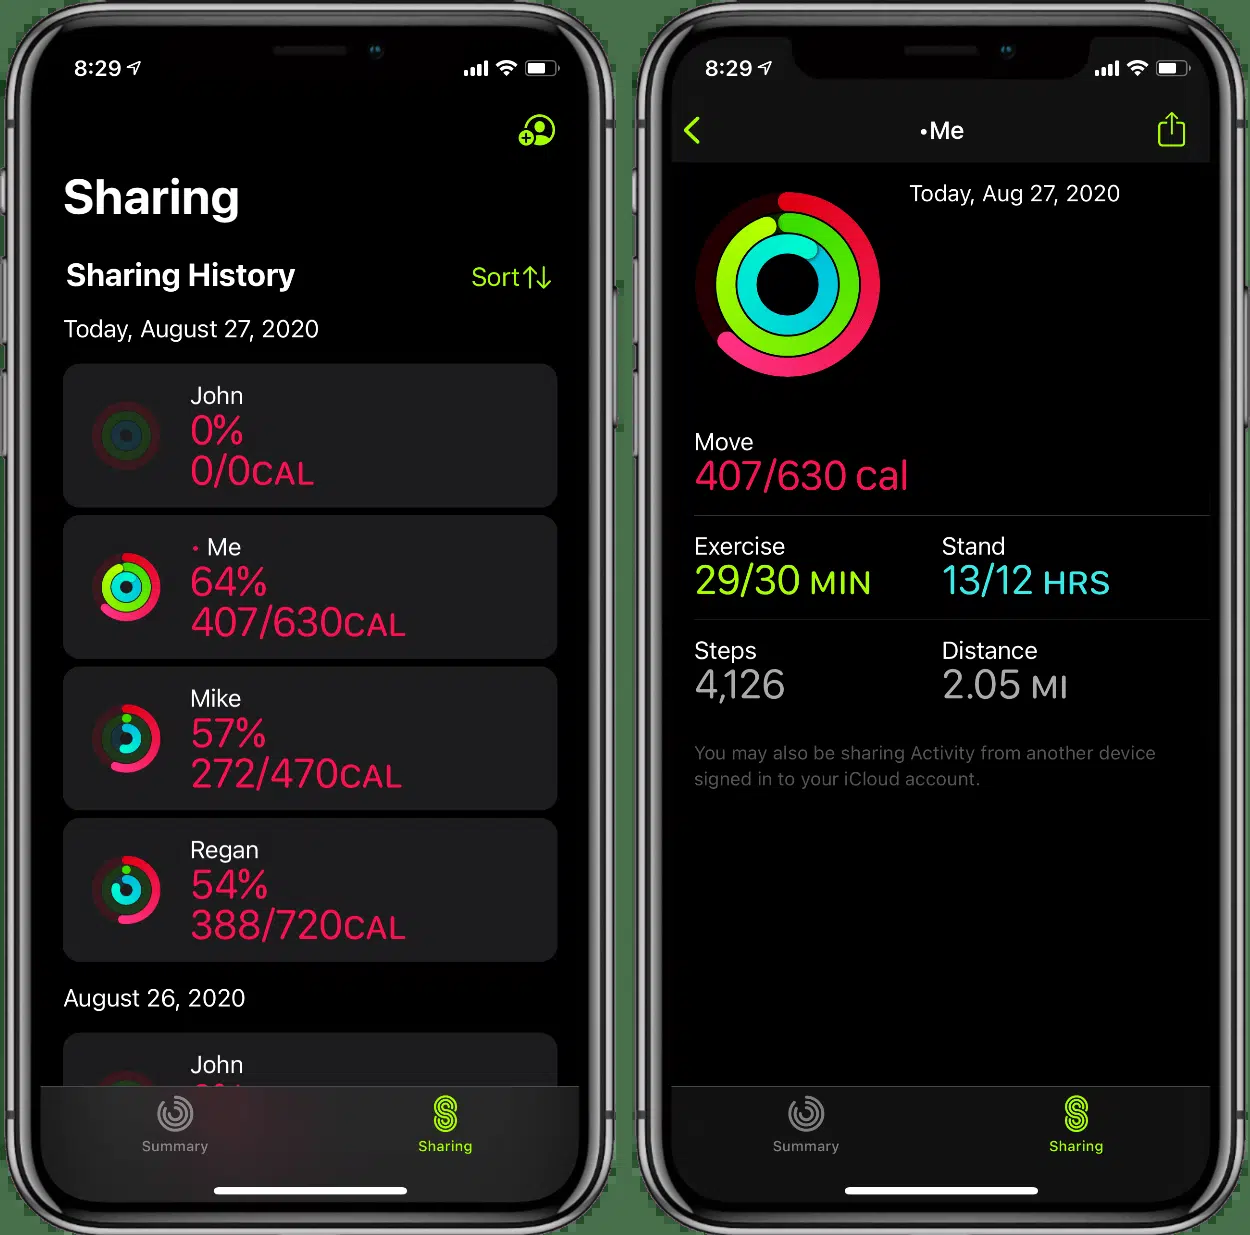 8:29
Sharing
Sharing History
Sort
Today, August 27, 2020
John
0%
0/0CAL
• Me
64%
407/630CAL
Mike
57%
272/470CAL
Regan
54%
388/720CAL
August 26, 2020
John
Summary
Sharing
8:29
•Me
Today, Aug 27, 2020
Move
407/630 cal
Exercise
29/30 MIN
Stand
13/12 HRS
Steps
4,126
Distance
2.05 MI
You may also be sharing Activity from another device
signed in to your iCloud account.
Summary
Sharing